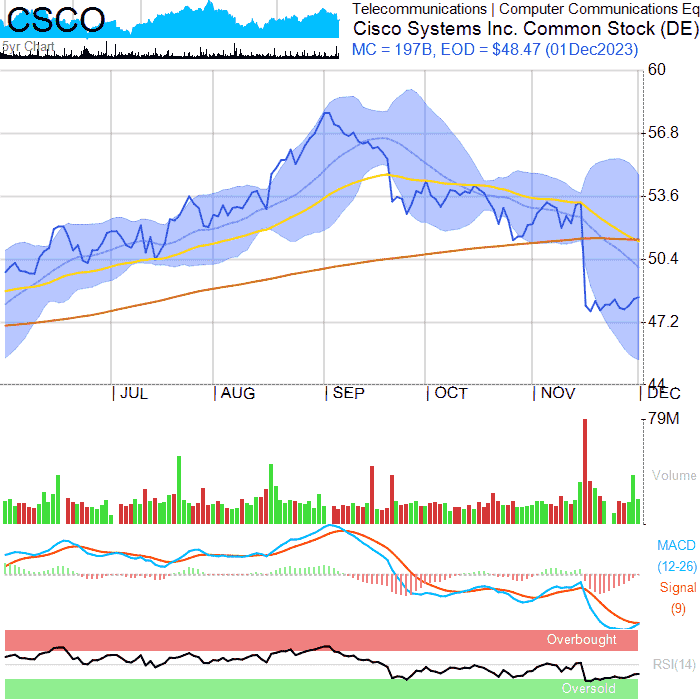 CSCO
5yr Chart
Telecommunications | Computer Communications Eq
Cisco Systems Inc. Common Stock (DE)
MC = 197B, EOD = $48.47 (01Dec2023)
60
56.8
53.6
50.4
47.2
44
JUL
AUG
SEP
OCT
NOV
DEC
79M
Volume
MACD
(12-26)
Signal
(9)
Overbought
RSI(14)
Oversold